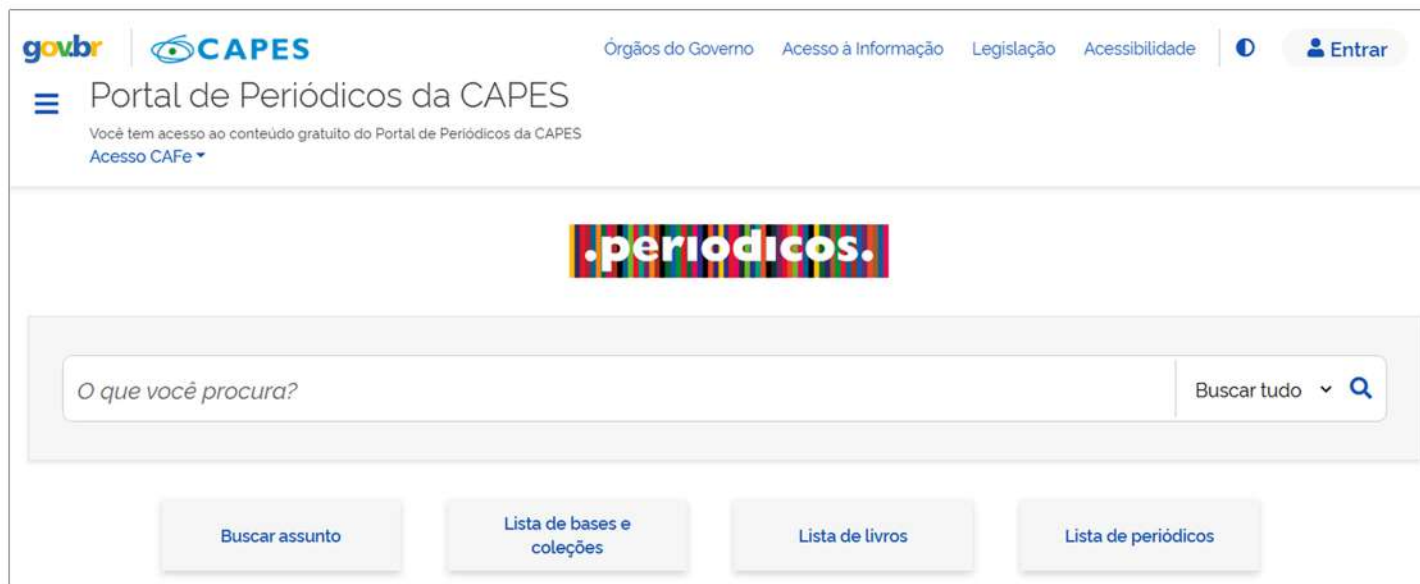 gov.br
CAPES
Órgãos do Governo Acesso à Informação Legislação Acessibilidade Entrar
Portal de Periódicos da CAPES
Você tem acesso ao conteúdo gratuito do Portal de Periódicos da CAPES
Acesso CAFe
.periodicos.
O que você procura? Buscar tudo
Buscar assunto
Lista de bases e
coleções
Lista de livros
Lista de periódicos